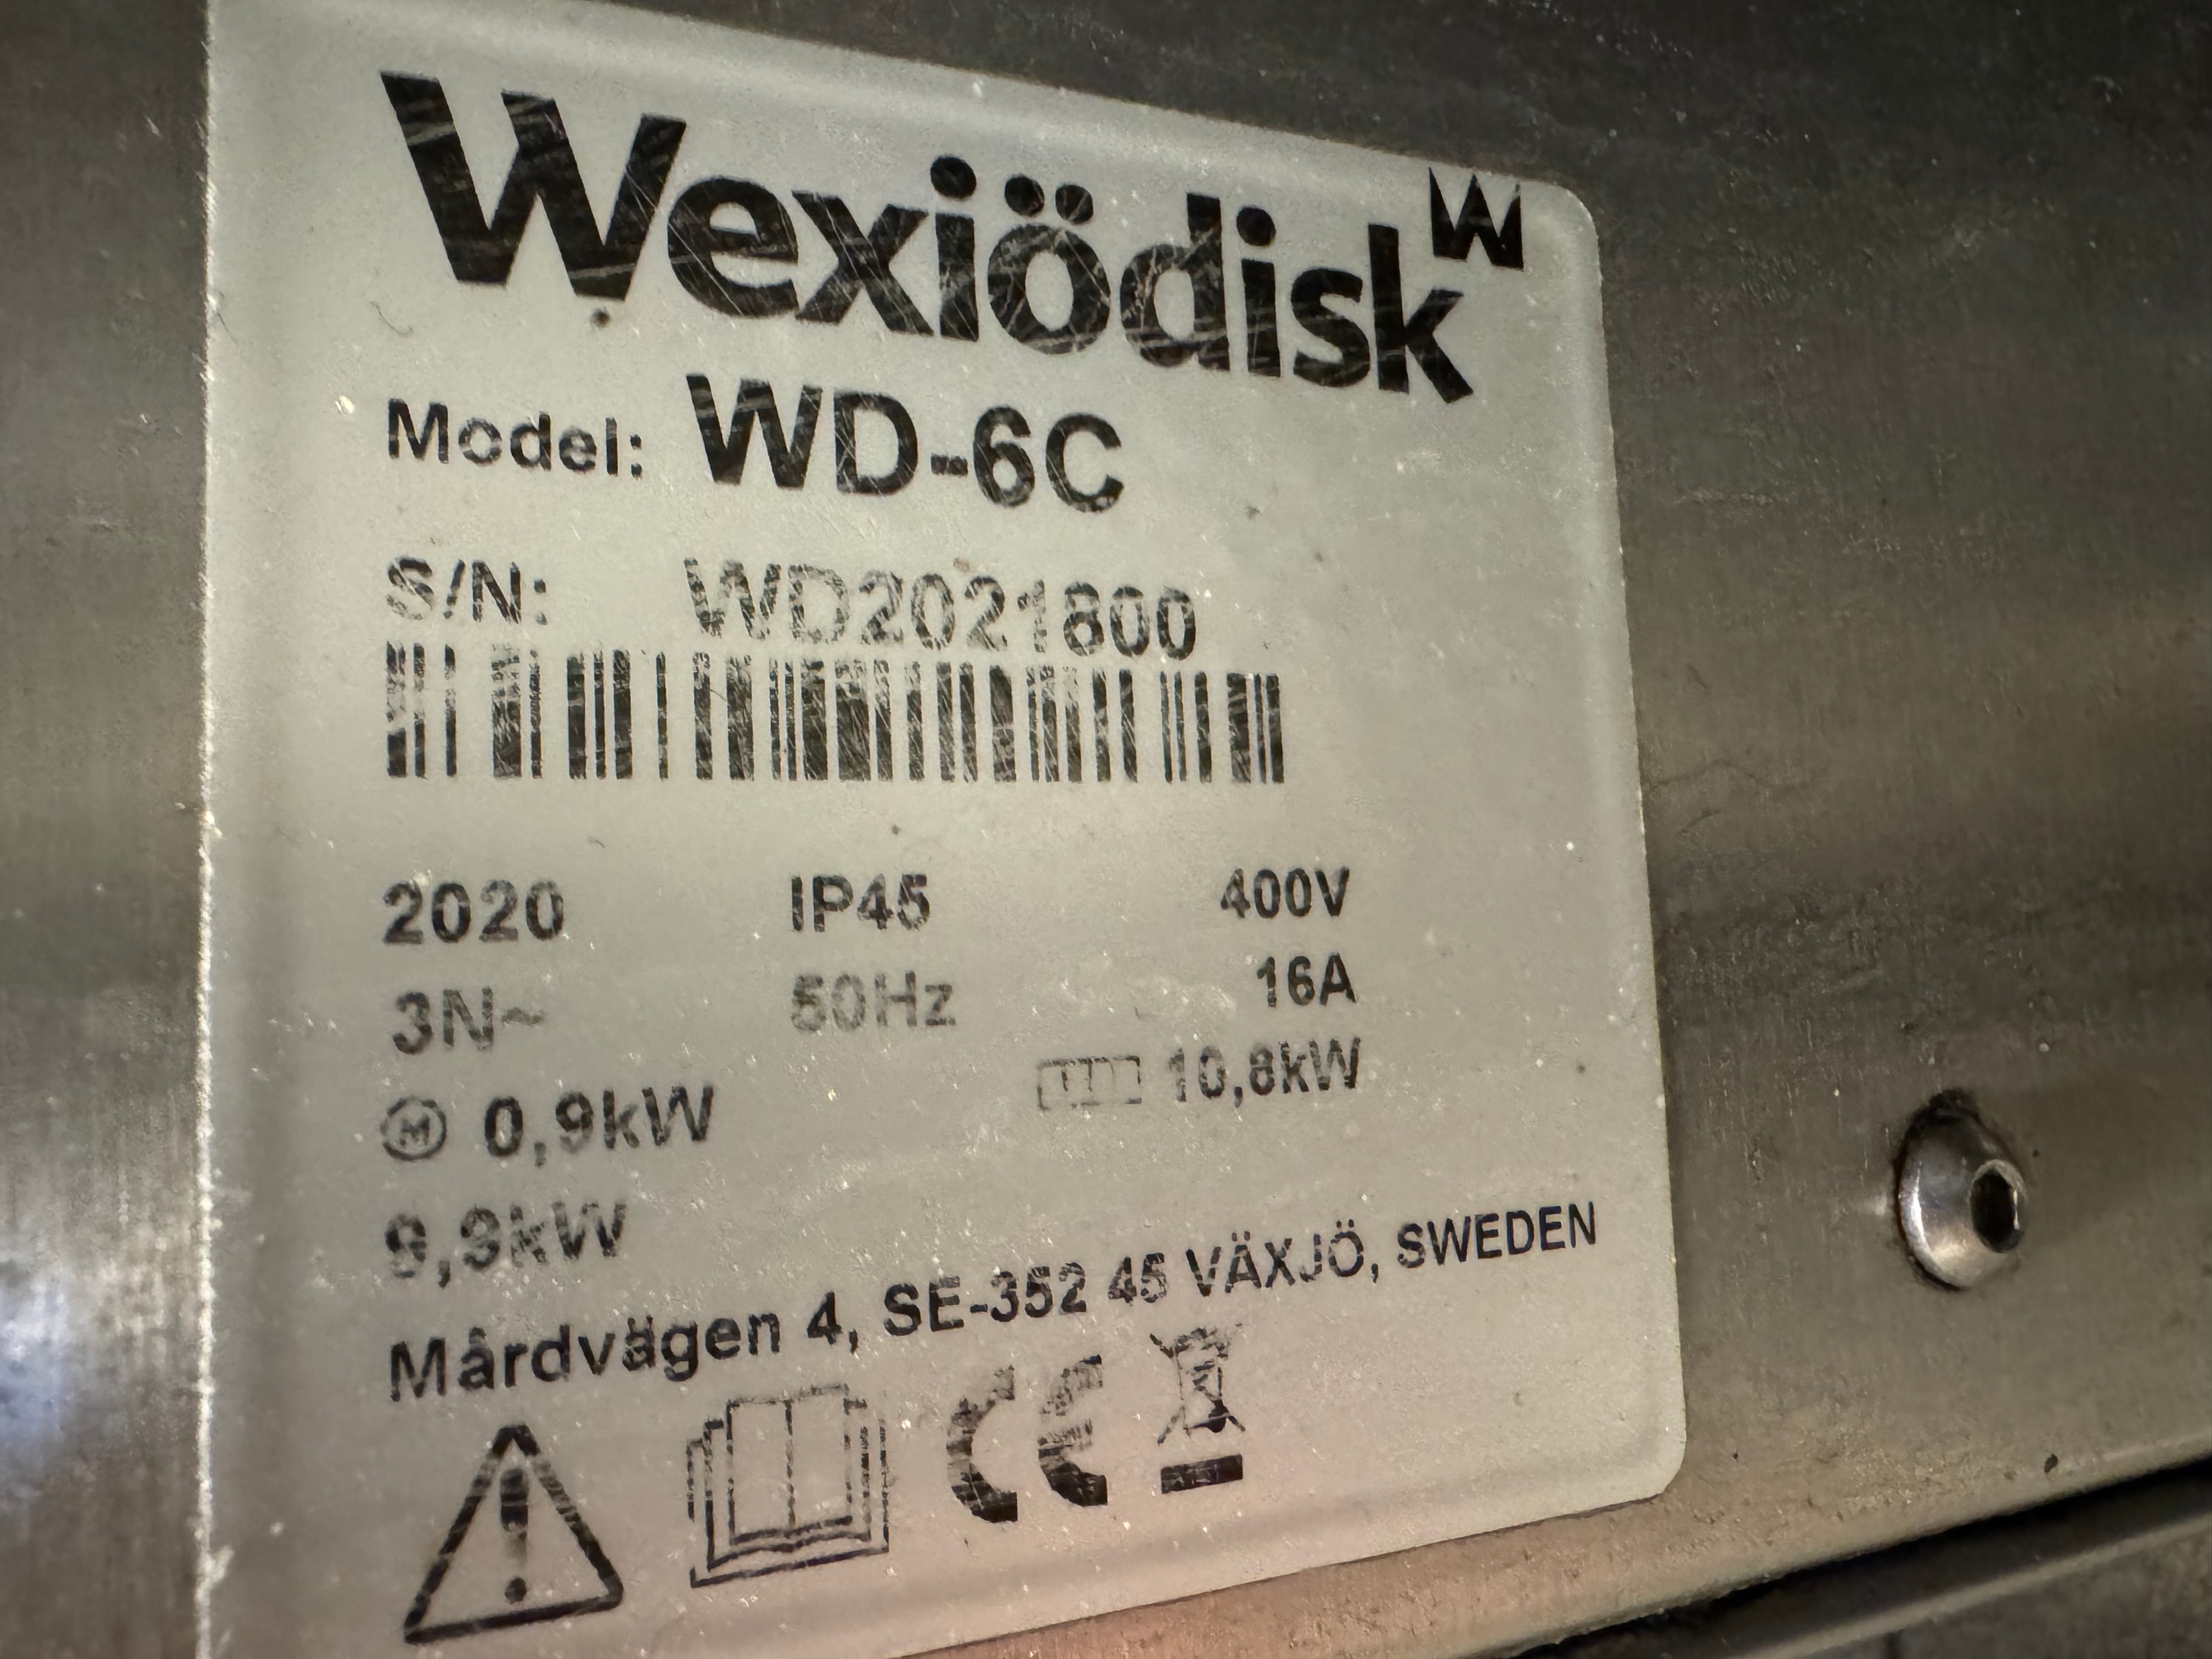 Wexiödisk
Model: WD-6C
S/N: WD2021800
2020 IP45 400V
3N~ 50Hz 16A
M 0,9kW 10,8kW
9,9kW
Mårdvägen 4, SE-352 45 VÄXJÖ, SWEDEN
CE